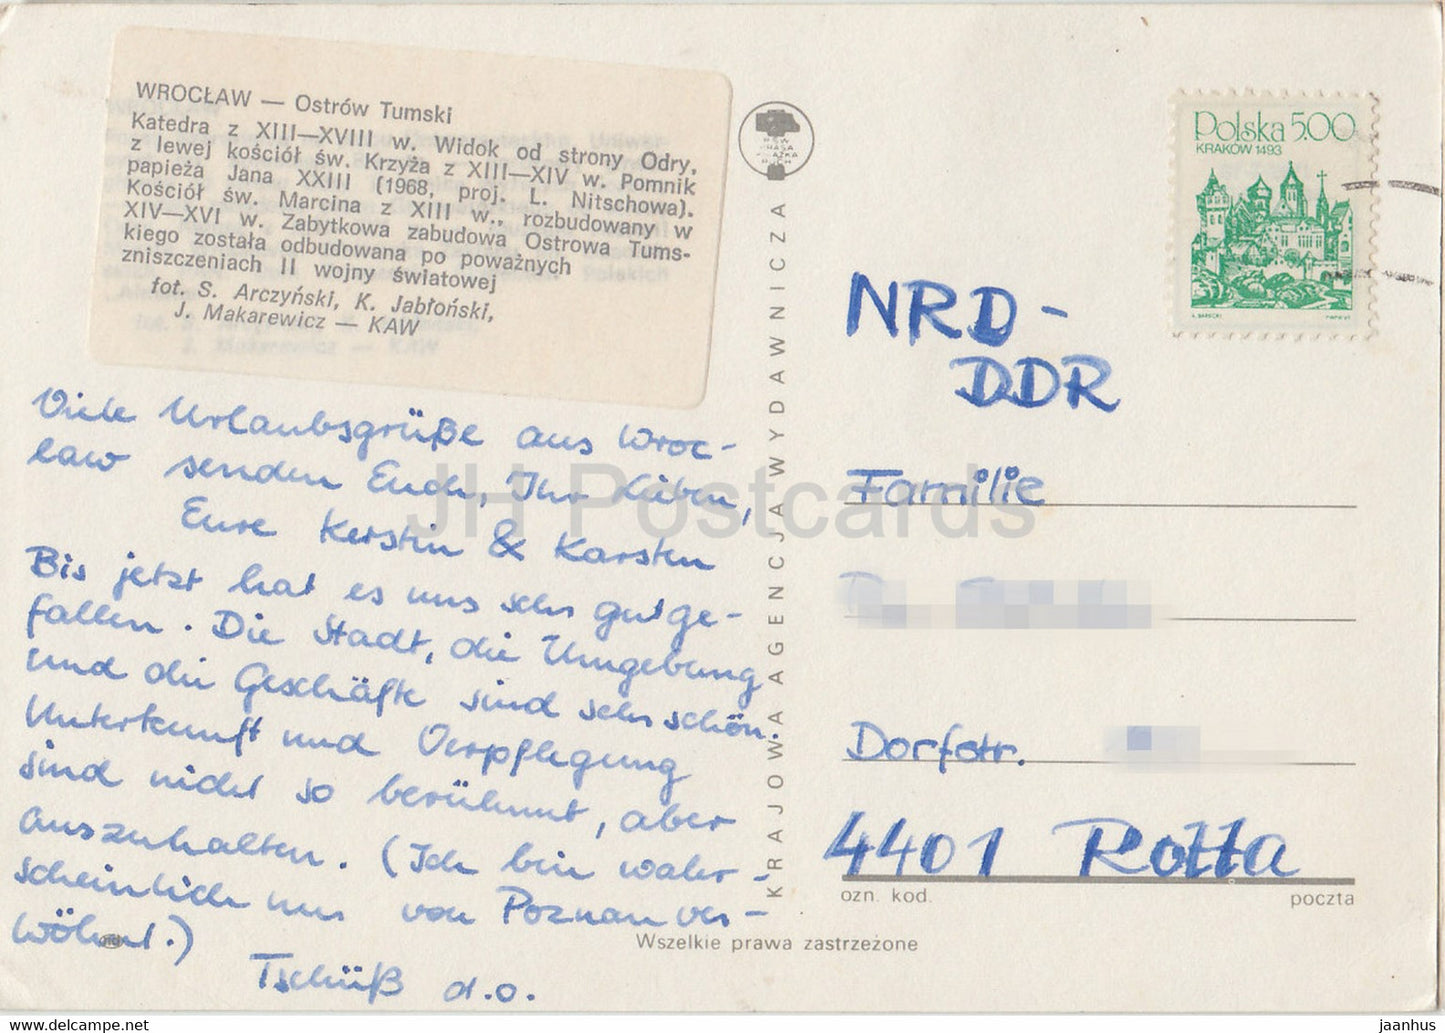 WROCŁAW — Ostrów Tumski
Katedra z XIII—XVIII w. Widok od strony Odry,
z lewej kościół św. Krzyża z XIII—XIV w. Pomnik
papieża Jana XXIII (1968, proj. L. Nitschowa).
Kościół św. Marcina z XIII w., rozbudowany w
XIV—XVI w. Zabytkowa zabudowa Ostrowa Tums-
kiego została odbudowana po poważnych
zniszczeniach II wojny światowej
fot. S. Arczyński, K. Jabłoński,
J. Makarewicz — KAW
Viele Urlaubsgrüße aus Wroc-
ław senden Euch, Ihr Lieben,
Eure Kerstin & Karsten
Bis jetzt hat es uns sehr gut ge-
fallen. Die Stadt, die Umgebung
und die Geschäfte sind sehr schön.
Unterkunft und Verpflegung
sind nicht so berühmt, aber
auszuhalten. (Ich bin wahr-
scheinlich nur von Poznan ver-
wöhnt.)
Tschüß d.o.
KRAJOWA AGENCJA WYDAWNICZA
Polska 5.00
KRAKÓW 1493
NRD -
DDR
Familie
Dorfstr.
4401 Rotta
ozn. kod.
poczta
Wszelkie prawa zastrzeżone
JH Postcards
jaanhus @ delcampe.net